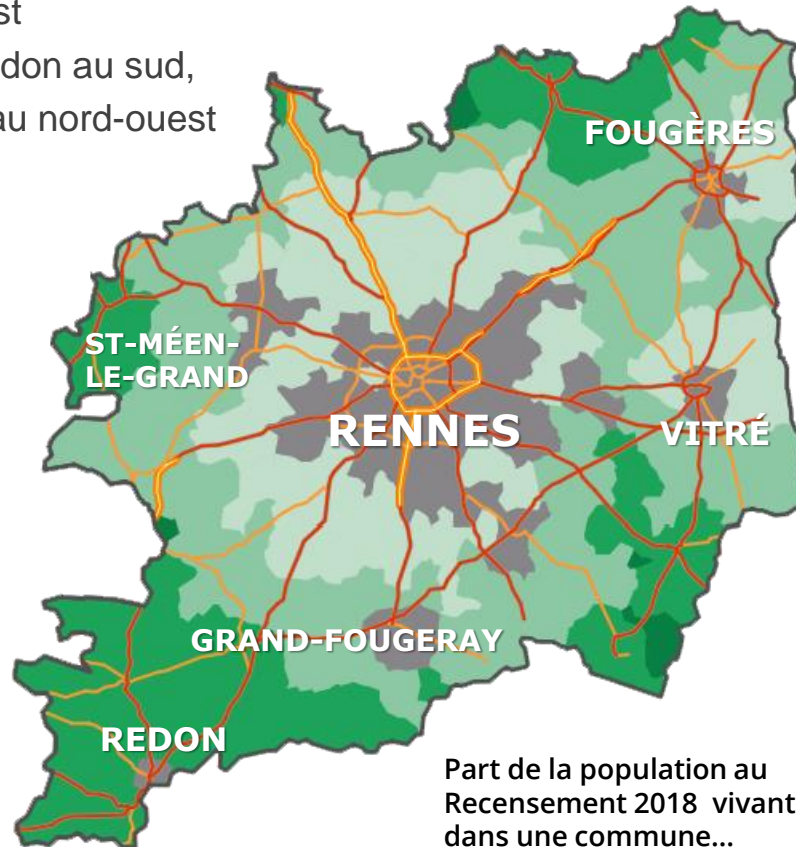 st
don au sud,
au nord-ouest
FOUGÈRES
ST-MÉEN-
LE-GRAND
RENNES
VITRÉ
GRAND-FOUGERAY
REDON
Part de la population au
Recensement 2018 vivant
dans une commune...